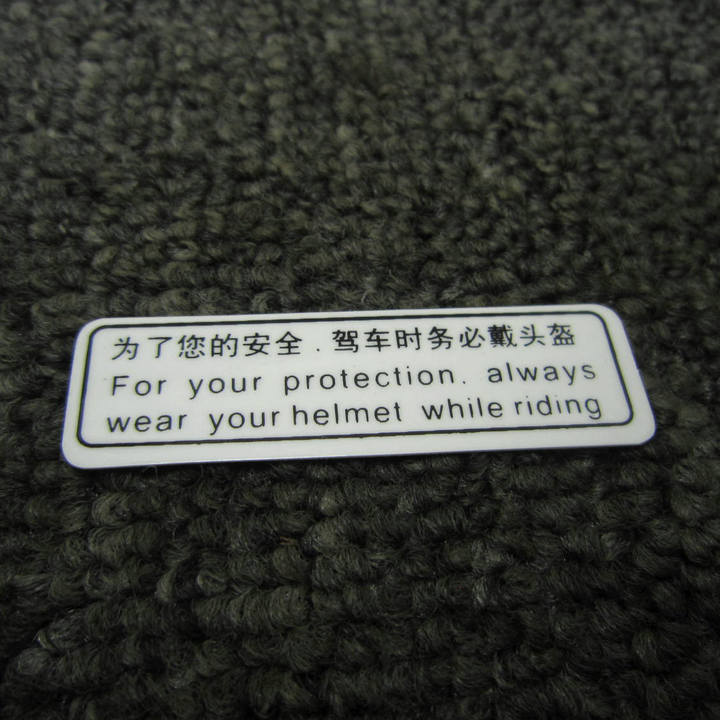 为了您的安全.驾车时务必戴头盔
For your protection. always
wear your helmet while riding